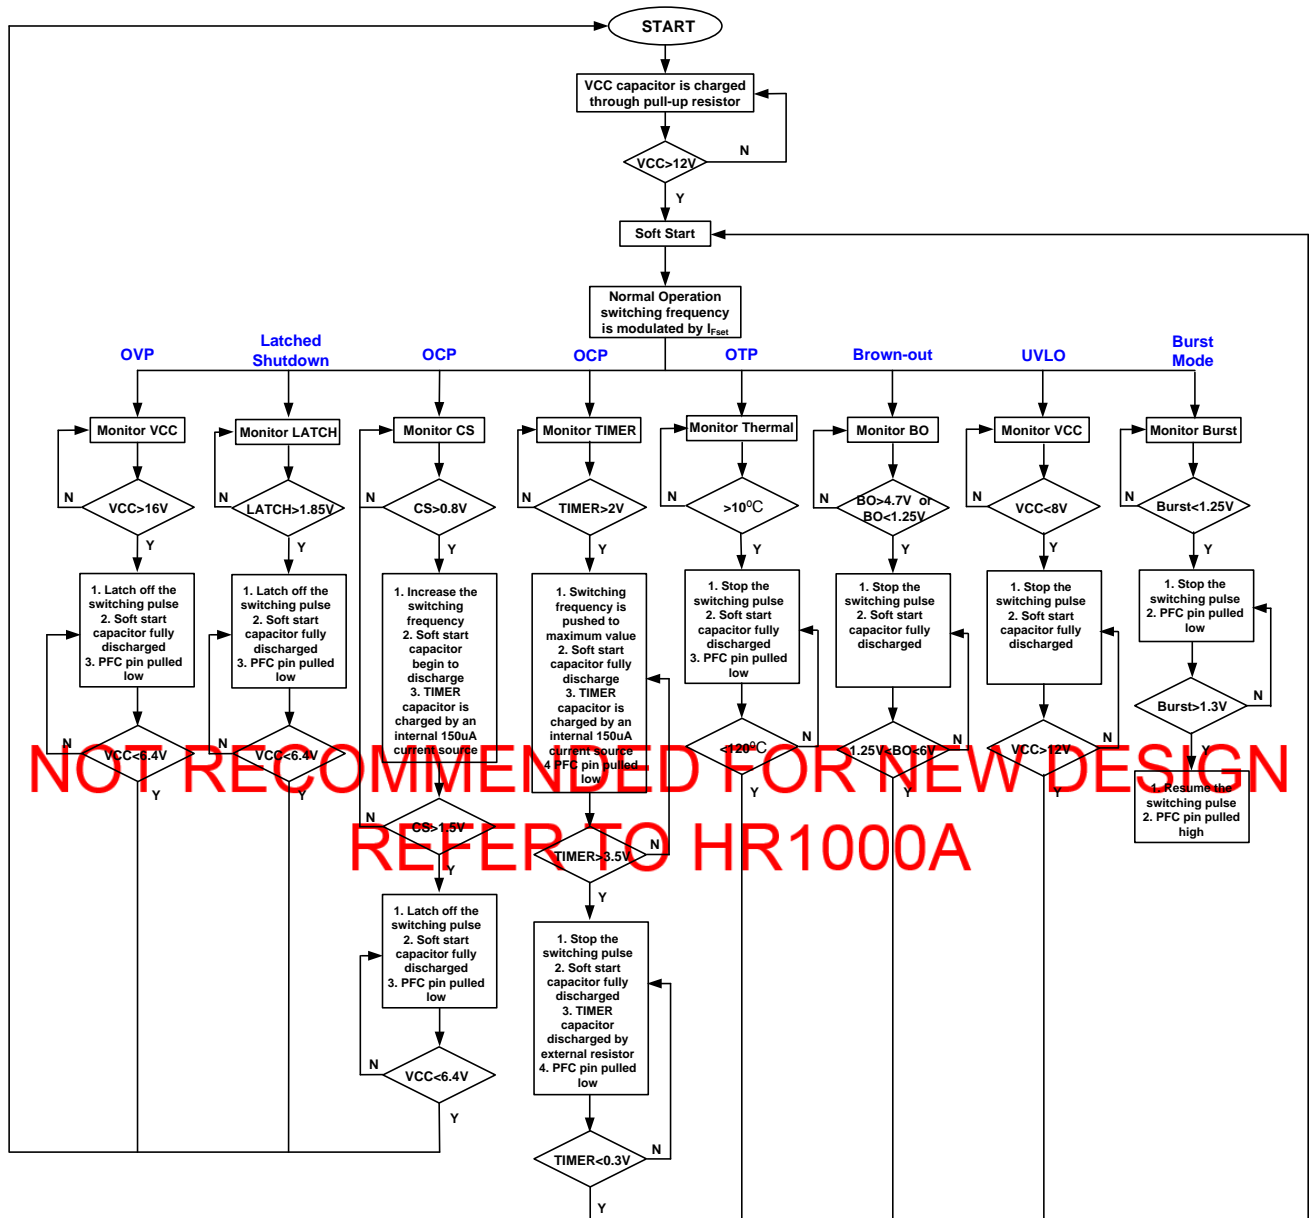 START
VCC capacitor is charged
through pull-up resistor
VCC>12V
N
Y
Soft Start
Normal Operation
switching frequency
is modulated by IFset
OVP
Monitor VCC
N
VCC>16V
Y
1. Latch off the
switching pulse
2. Soft start
capacitor fully
discharged
3. PFC pin pulled
low
N
VCC<6.4V
Y
Latched
Shutdown
Monitor LATCH
N
LATCH>1.85V
Y
1. Latch off the
switching pulse
2. Soft start
capacitor fully
discharged
3. PFC pin pulled
low
N
VCC<6.4V
Y
OCP
Monitor CS
N
CS>0.8V
Y
1. Increase the
switching
frequency
2. Soft start
capacitor
begin to
discharge
3. TIMER
capacitor is
charged by an
internal 150uA
current source
N
CS>1.5V
Y
1. Latch off the
switching pulse
2. Soft start
capacitor fully
discharged
3. PFC pin pulled
low
N
VCC<6.4V
Y
OCP
Monitor TIMER
N
TIMER>2V
Y
1. Switching
frequency is
pushed to
maximum value
2. Soft start
capacitor fully
discharge
3. TIMER
capacitor is
charged by an
internal 150uA
current source
4 PFC pin pulled
low
N
TIMER>3.5V
Y
1. Stop the
switching pulse
2. Soft start
capacitor fully
discharged
3. TIMER
capacitor
discharged by
external resistor
4. PFC pin pulled
low
N
TIMER<0.3V
Y
OTP
Monitor Thermal
N
>10⁰C
Y
1. Stop the
switching pulse
2. Soft start
capacitor fully
discharged
3. PFC pin pulled
low
N
<120⁰C
Y
Brown-out
Monitor BO
N
BO>4.7V or
BO<1.25V
Y
1. Stop the
switching pulse
2. Soft start
capacitor fully
discharged
N
1.25V<BO<6V
Y
UVLO
Monitor VCC
N
VCC<8V
Y
1. Stop the
switching pulse
2. Soft start
capacitor fully
discharged
N
VCC>12V
Y
Burst
Mode
Monitor Burst
N
Burst<1.25V
Y
1. Stop the
switching pulse
2. PFC pin pulled
low
N
Burst>1.3V
Y
1. Resume the
switching pulse
2. PFC pin pulled
high
NOT RECOMMENDED FOR NEW DESIGN
REFER TO HR1000A